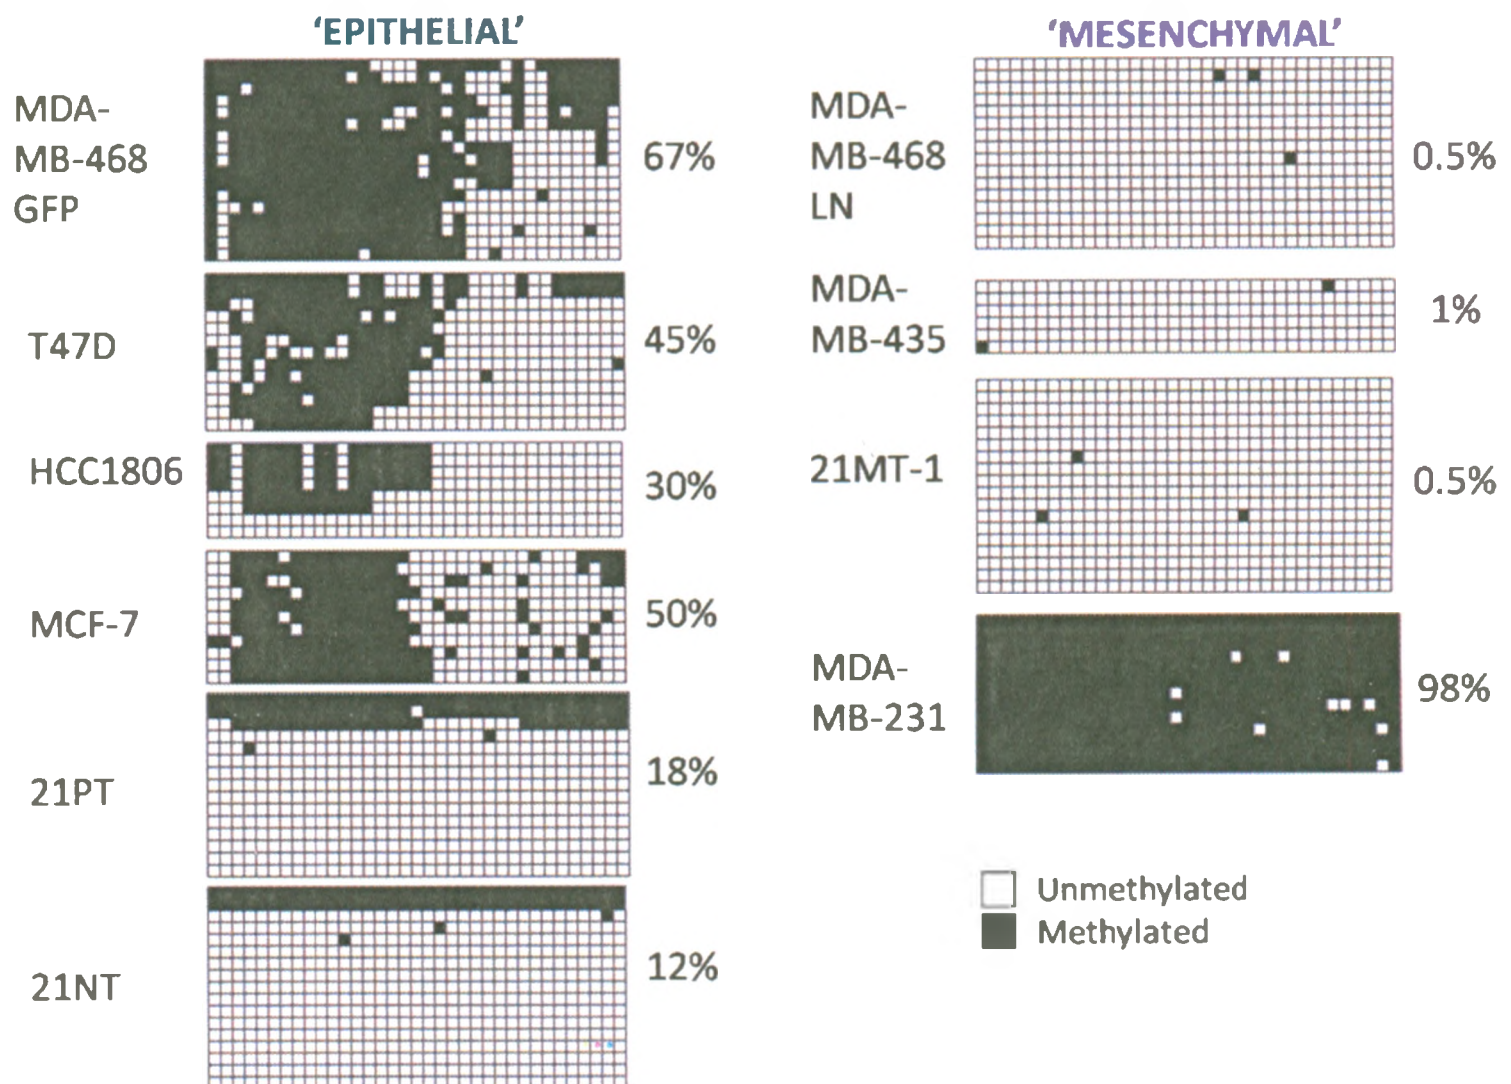 'EPITHELIAL'
MDA-
MB-468
GFP
67%
T47D
45%
HCC1806
30%
MCF-7
50%
21PT
18%
21NT
12%
'MESENCHYMAL'
MDA-
MB-468
LN
0.5%
MDA-
MB-435
1%
21MT-1
0.5%
MDA-
MB-231
98%
Unmethylated
Methylated